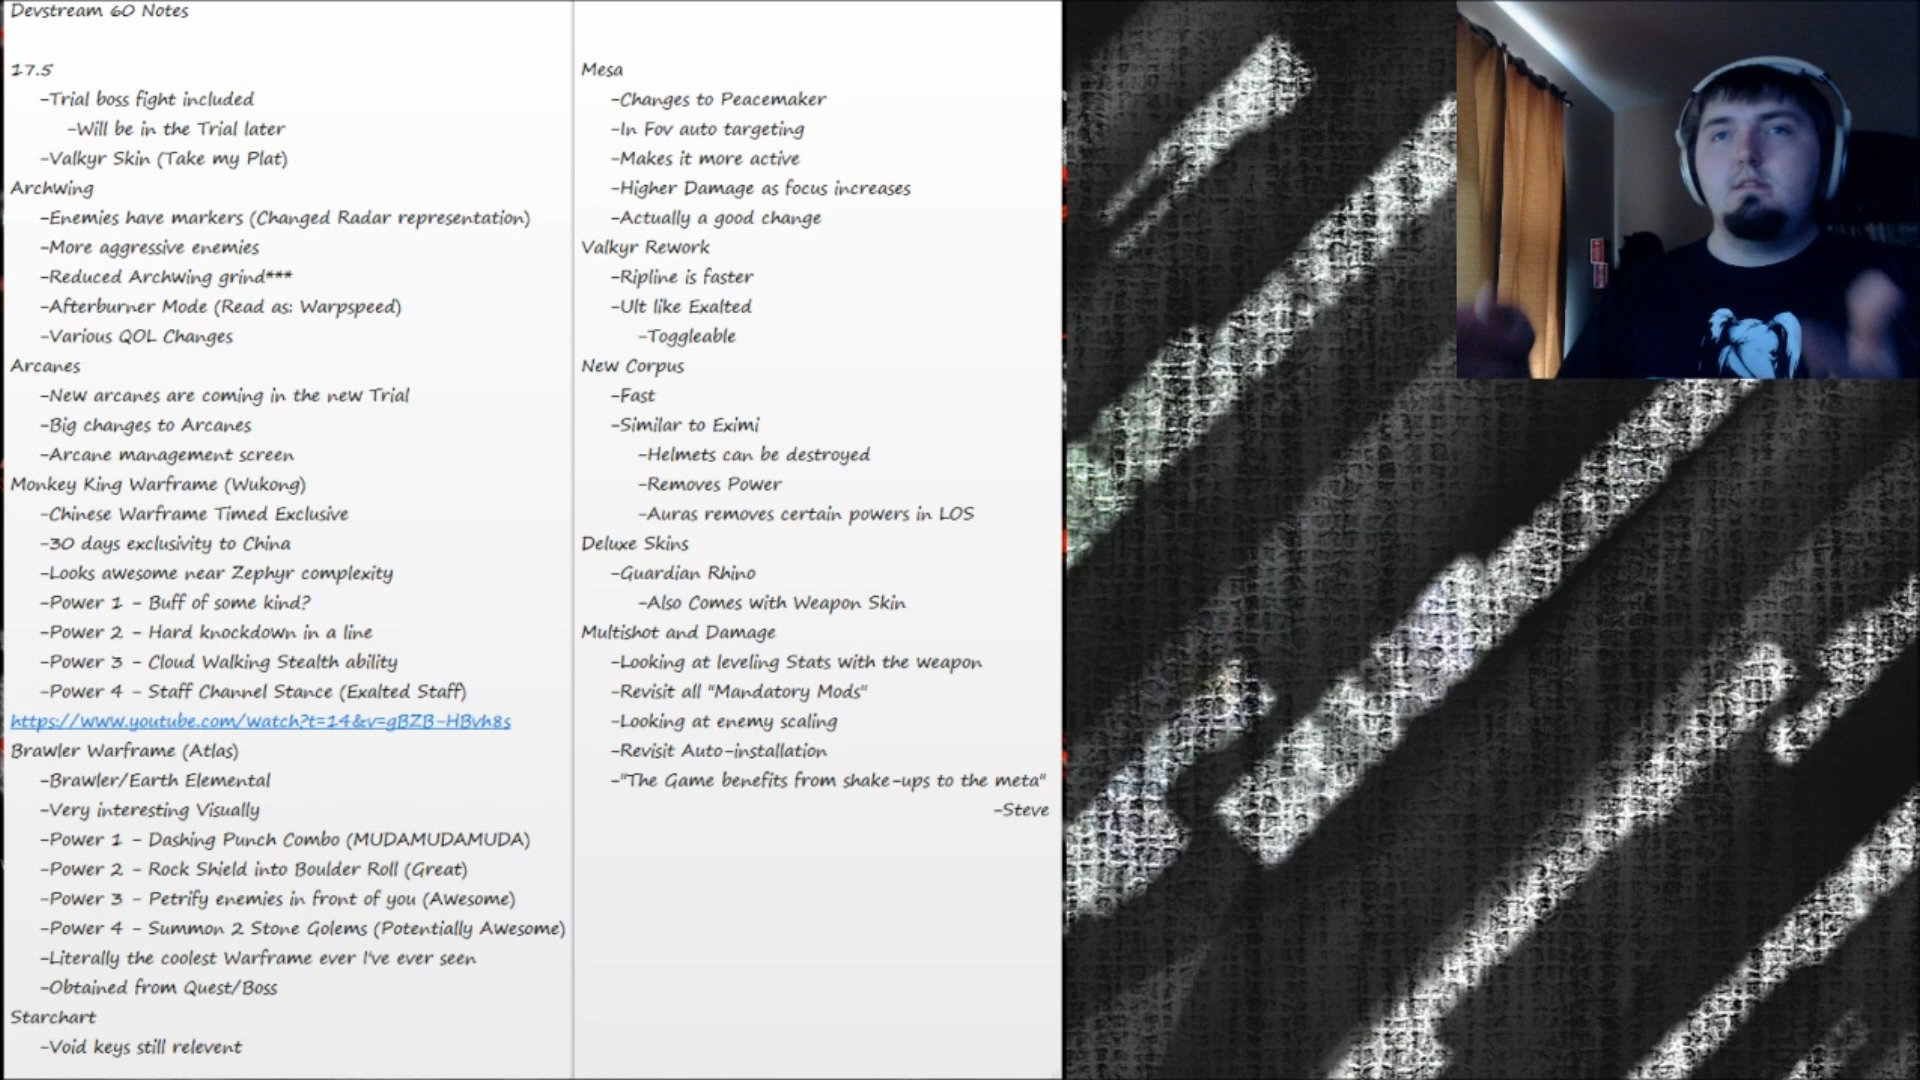 Devstream 60 Notes
17.5
-Trial boss fight included
-Will be in the Trial later
-Valkyr Skin (Take my Plat)
Archwing
-Enemies have markers (Changed Radar representation)
-More aggressive enemies
-Reduced Archwing grind***
-Afterburner Mode (Read as: Warpspeed)
-Various QOL Changes
Arcanes
-New arcanes are coming in the new Trial
-Big changes to Arcanes
-Arcane management screen
Monkey King Warframe (Wukong)
-Chinese Warframe Timed Exclusive
-30 days exclusivity to China
-Looks awesome near Zephyr complexity
-Power 1 - Buff of some kind?
-Power 2 - Hard knockdown in a line
-Power 3 - Cloud Walking Stealth ability
-Power 4 - Staff Channel Stance (Exalted Staff)
https://www.youtube.com/watch?t=14&v=gBZB-HBvh8s
Brawler Warframe (Atlas)
-Brawler/Earth Elemental
-Very interesting Visually
-Power 1 - Dashing Punch Combo (MUDAMUDAMUDA)
-Power 2 - Rock Shield into Boulder Roll (Great)
-Power 3 - Petrify enemies in front of you (Awesome)
-Power 4 - Summon 2 Stone Golems (Potentially Awesome)
-Literally the coolest Warframe ever I've ever seen
-Obtained from Quest/Boss
Starchart
-Void keys still relevent
Mesa
-Changes to Peacemaker
-In Fov auto targeting
-Makes it more active
-Higher Damage as focus increases
-Actually a good change
Valkyr Rework
-Ripline is faster
-Ult like Exalted
-Toggleable
New Corpus
-Fast
-Similar to Eximi
-Helmets can be destroyed
-Removes Power
-Auras removes certain powers in LOS
Deluxe Skins
-Guardian Rhino
-Also Comes with Weapon Skin
Multishot and Damage
-Looking at leveling Stats with the weapon
-Revisit all "Mandatory Mods"
-Looking at enemy scaling
-Revisit Auto-installation
-"The Game benefits from shake-ups to the meta"
-Steve